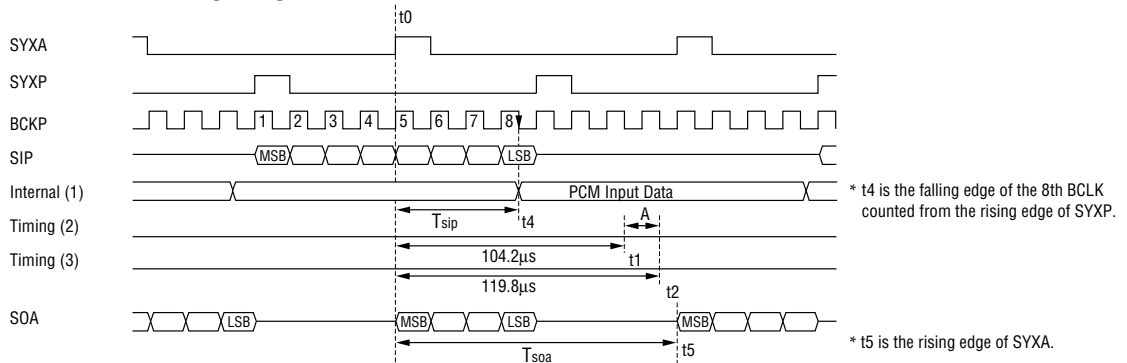 t0
SYXA
SYXP
BCKP 1 2 3 4 5 6 7 8
SIP MSB LSB
Internal (1) PCM Input Data
* t4 is the falling edge of the 8th BCLK
counted from the rising edge of SYXP.
Tsip t4 A
Timing (2)
104.2μs t1
Timing (3)
119.8μs
t2
SOA LSB MSB LSB MSB
* t5 is the rising edge of SYXA.
Tsoa t5